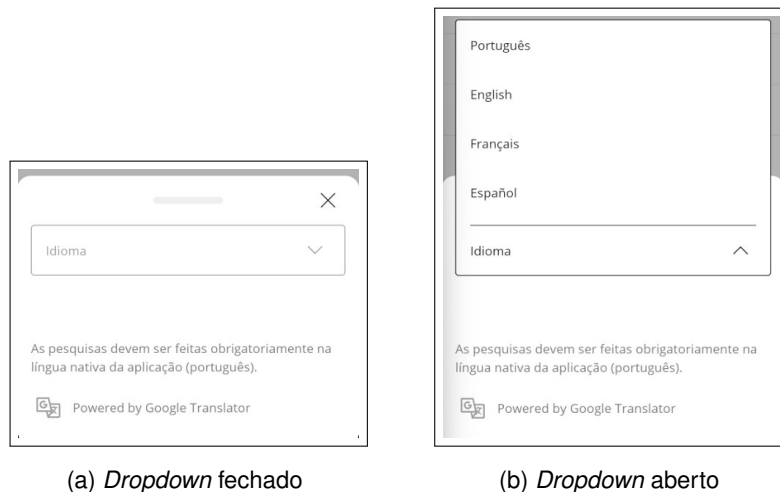 Idioma
As pesquisas devem ser feitas obrigatoriamente na
língua nativa da aplicação (português).
Powered by Google Translator
(a) Dropdown fechado
Português
English
Français
Español
Idioma
As pesquisas devem ser feitas obrigatoriamente na
língua nativa da aplicação (português).
Powered by Google Translator
(b) Dropdown aberto